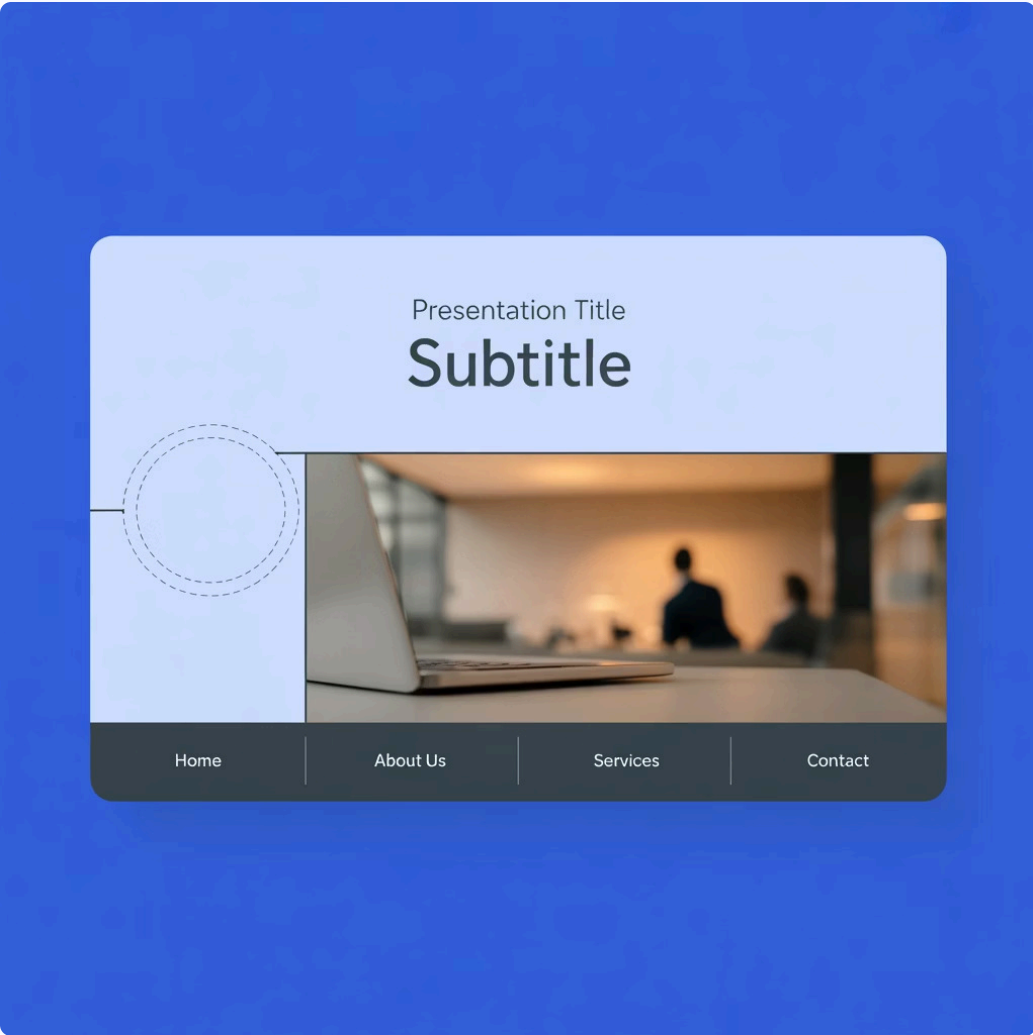 Presentation Title
Subtitle
Home
About Us
Services
Contact